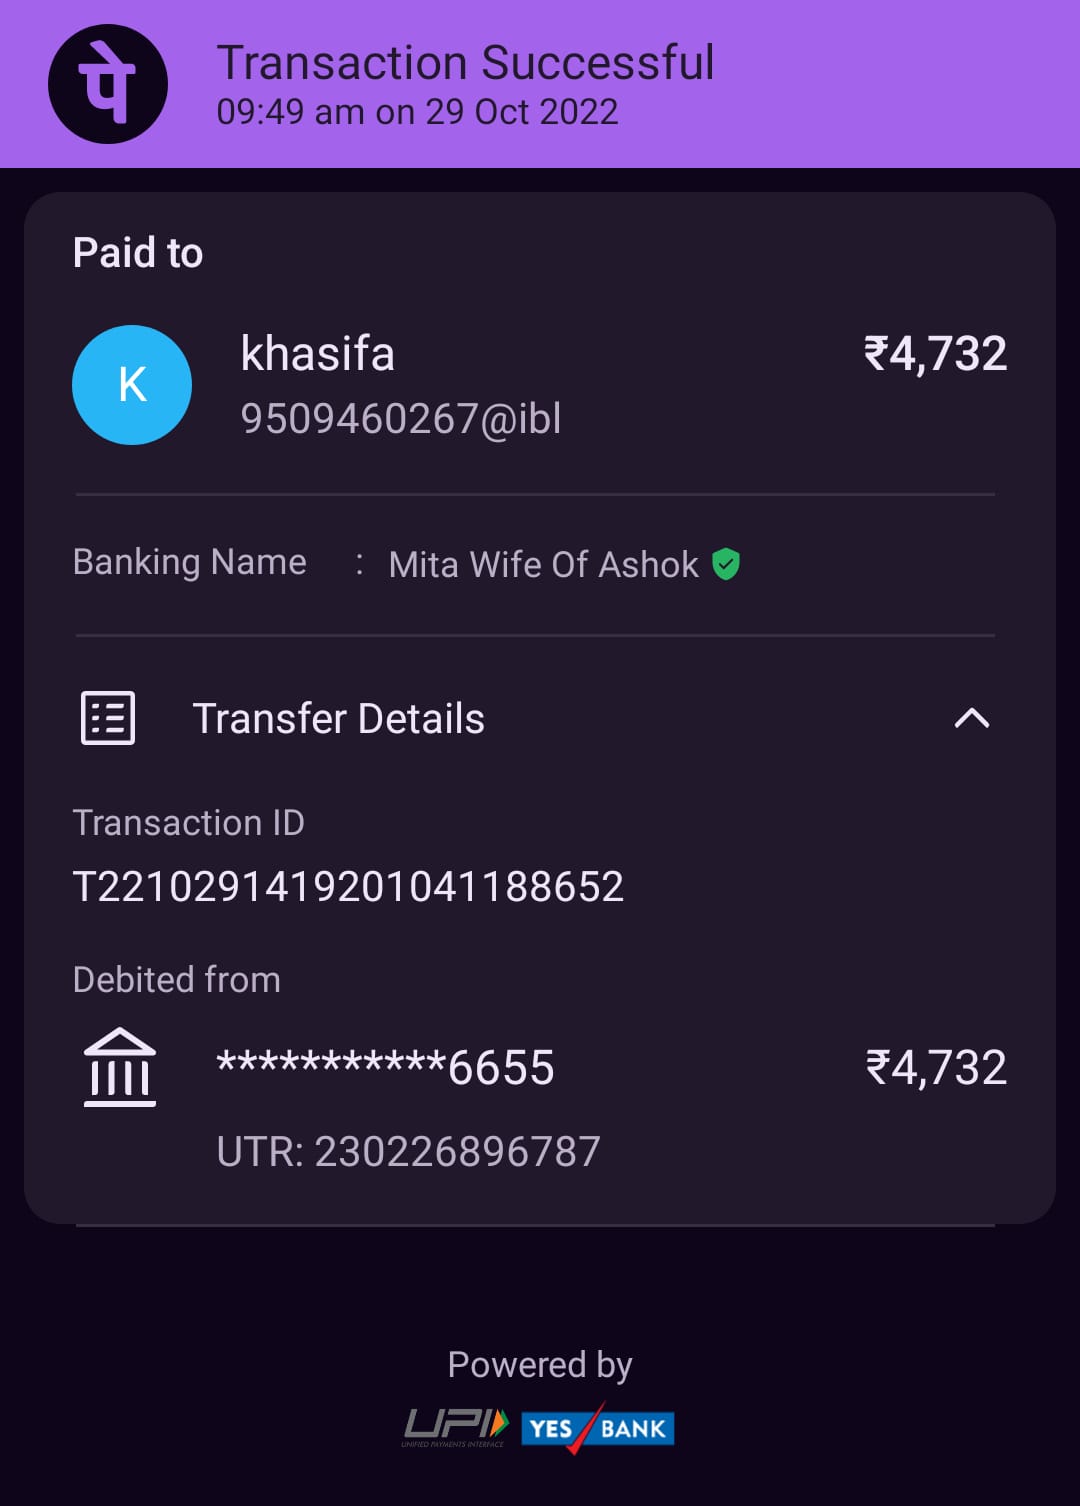 पे
Transaction Successful
09:49 am on 29 Oct 2022
Paid to
K
khasifa
₹4,732
9509460267@ibl
Banking Name : Mita Wife Of Ashok
Transfer Details
Transaction ID
T2210291419201041188652
Debited from
***********6655
₹4,732
UTR: 230226896787
Powered by
UPI
UNIFIED PAYMENTS INTERFACE
YES BANK